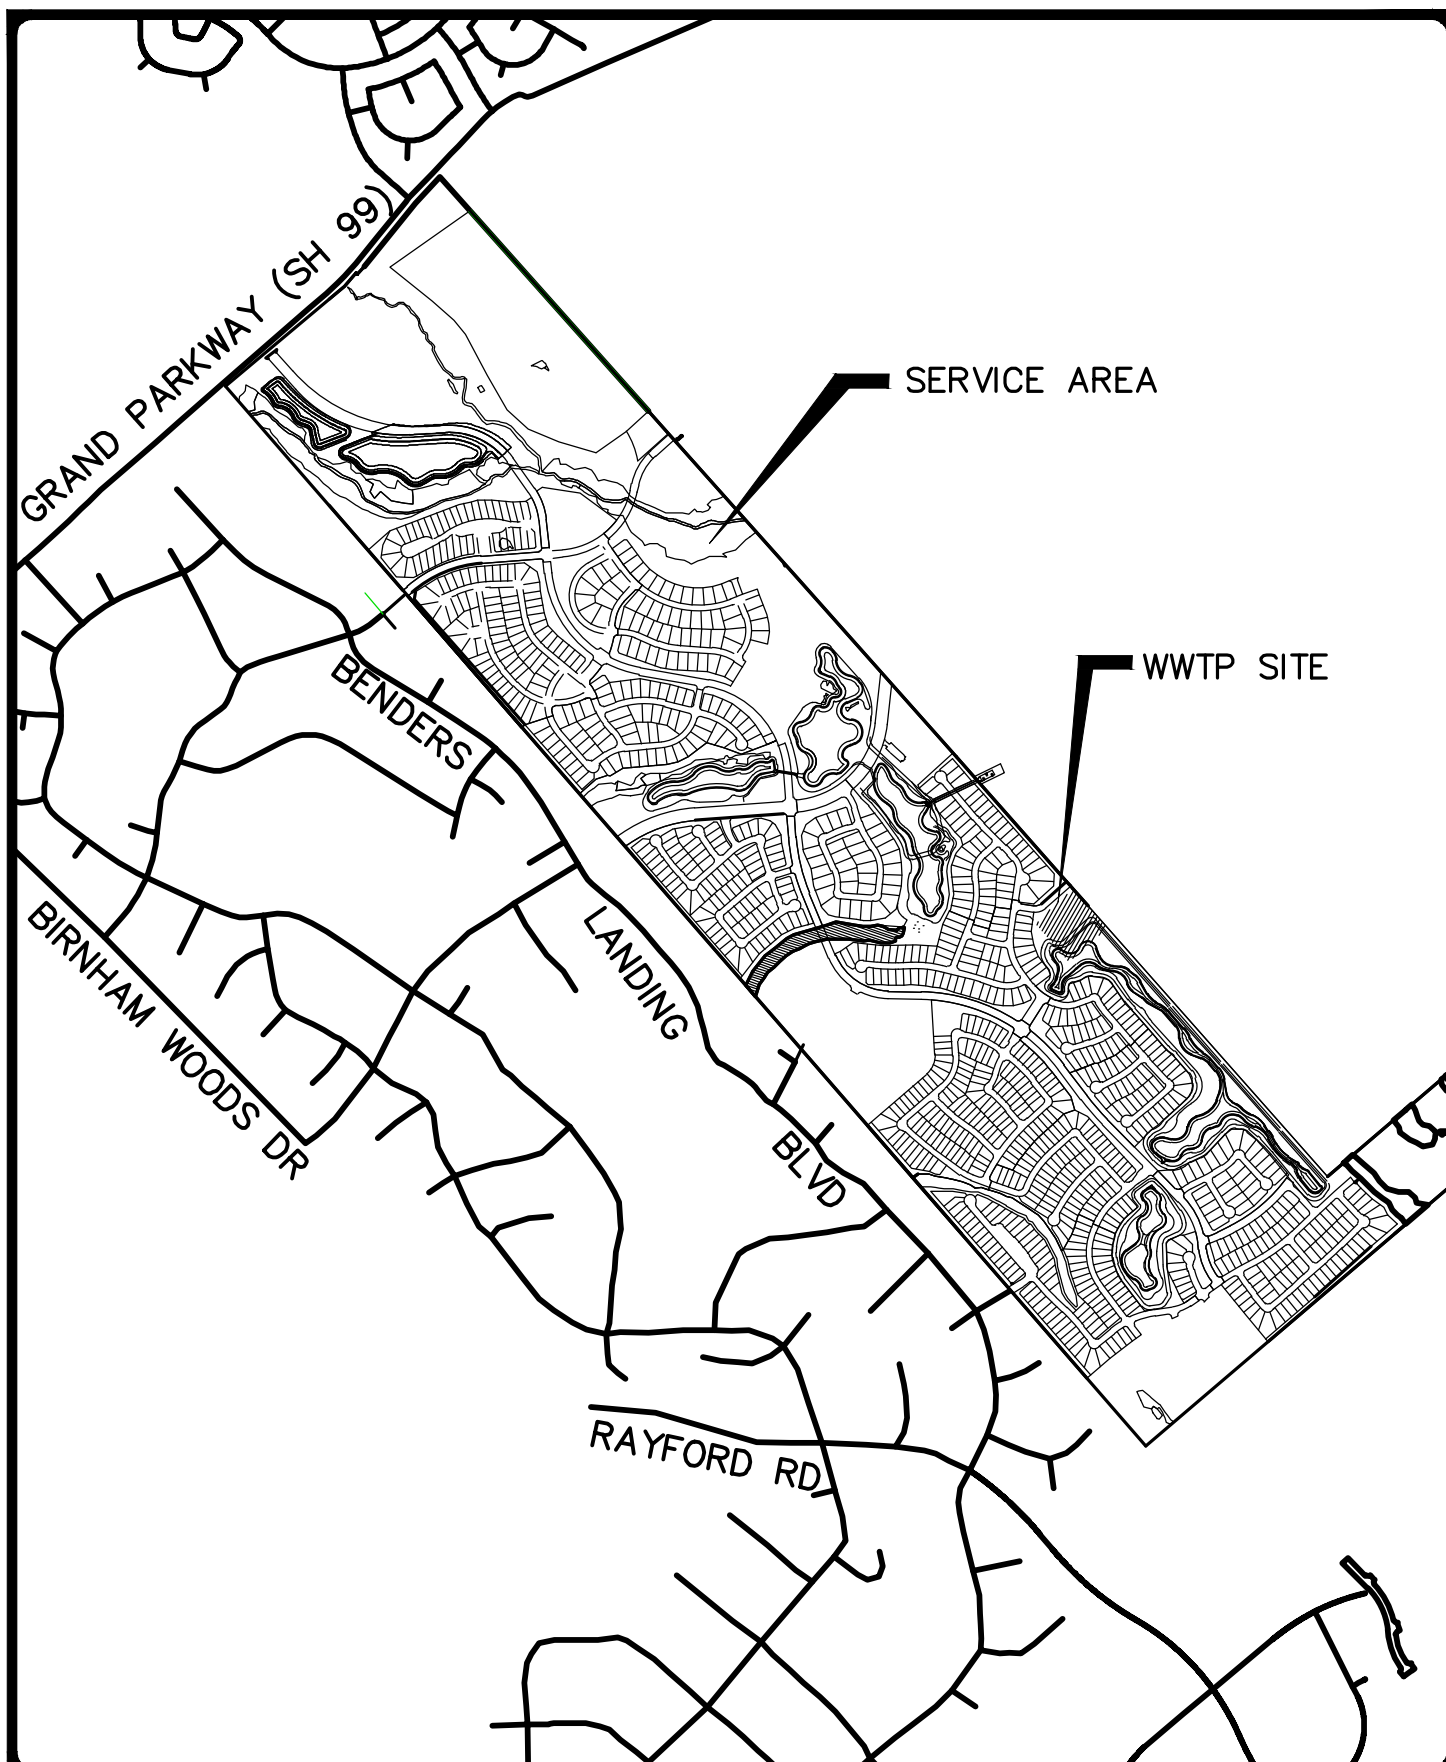 GRAND PARKWAY (SH 99)
SERVICE AREA
WWTP SITE
BENDERS
LANDING
BLVD
BIRNHAM WOODS DR
RAYFORD RD